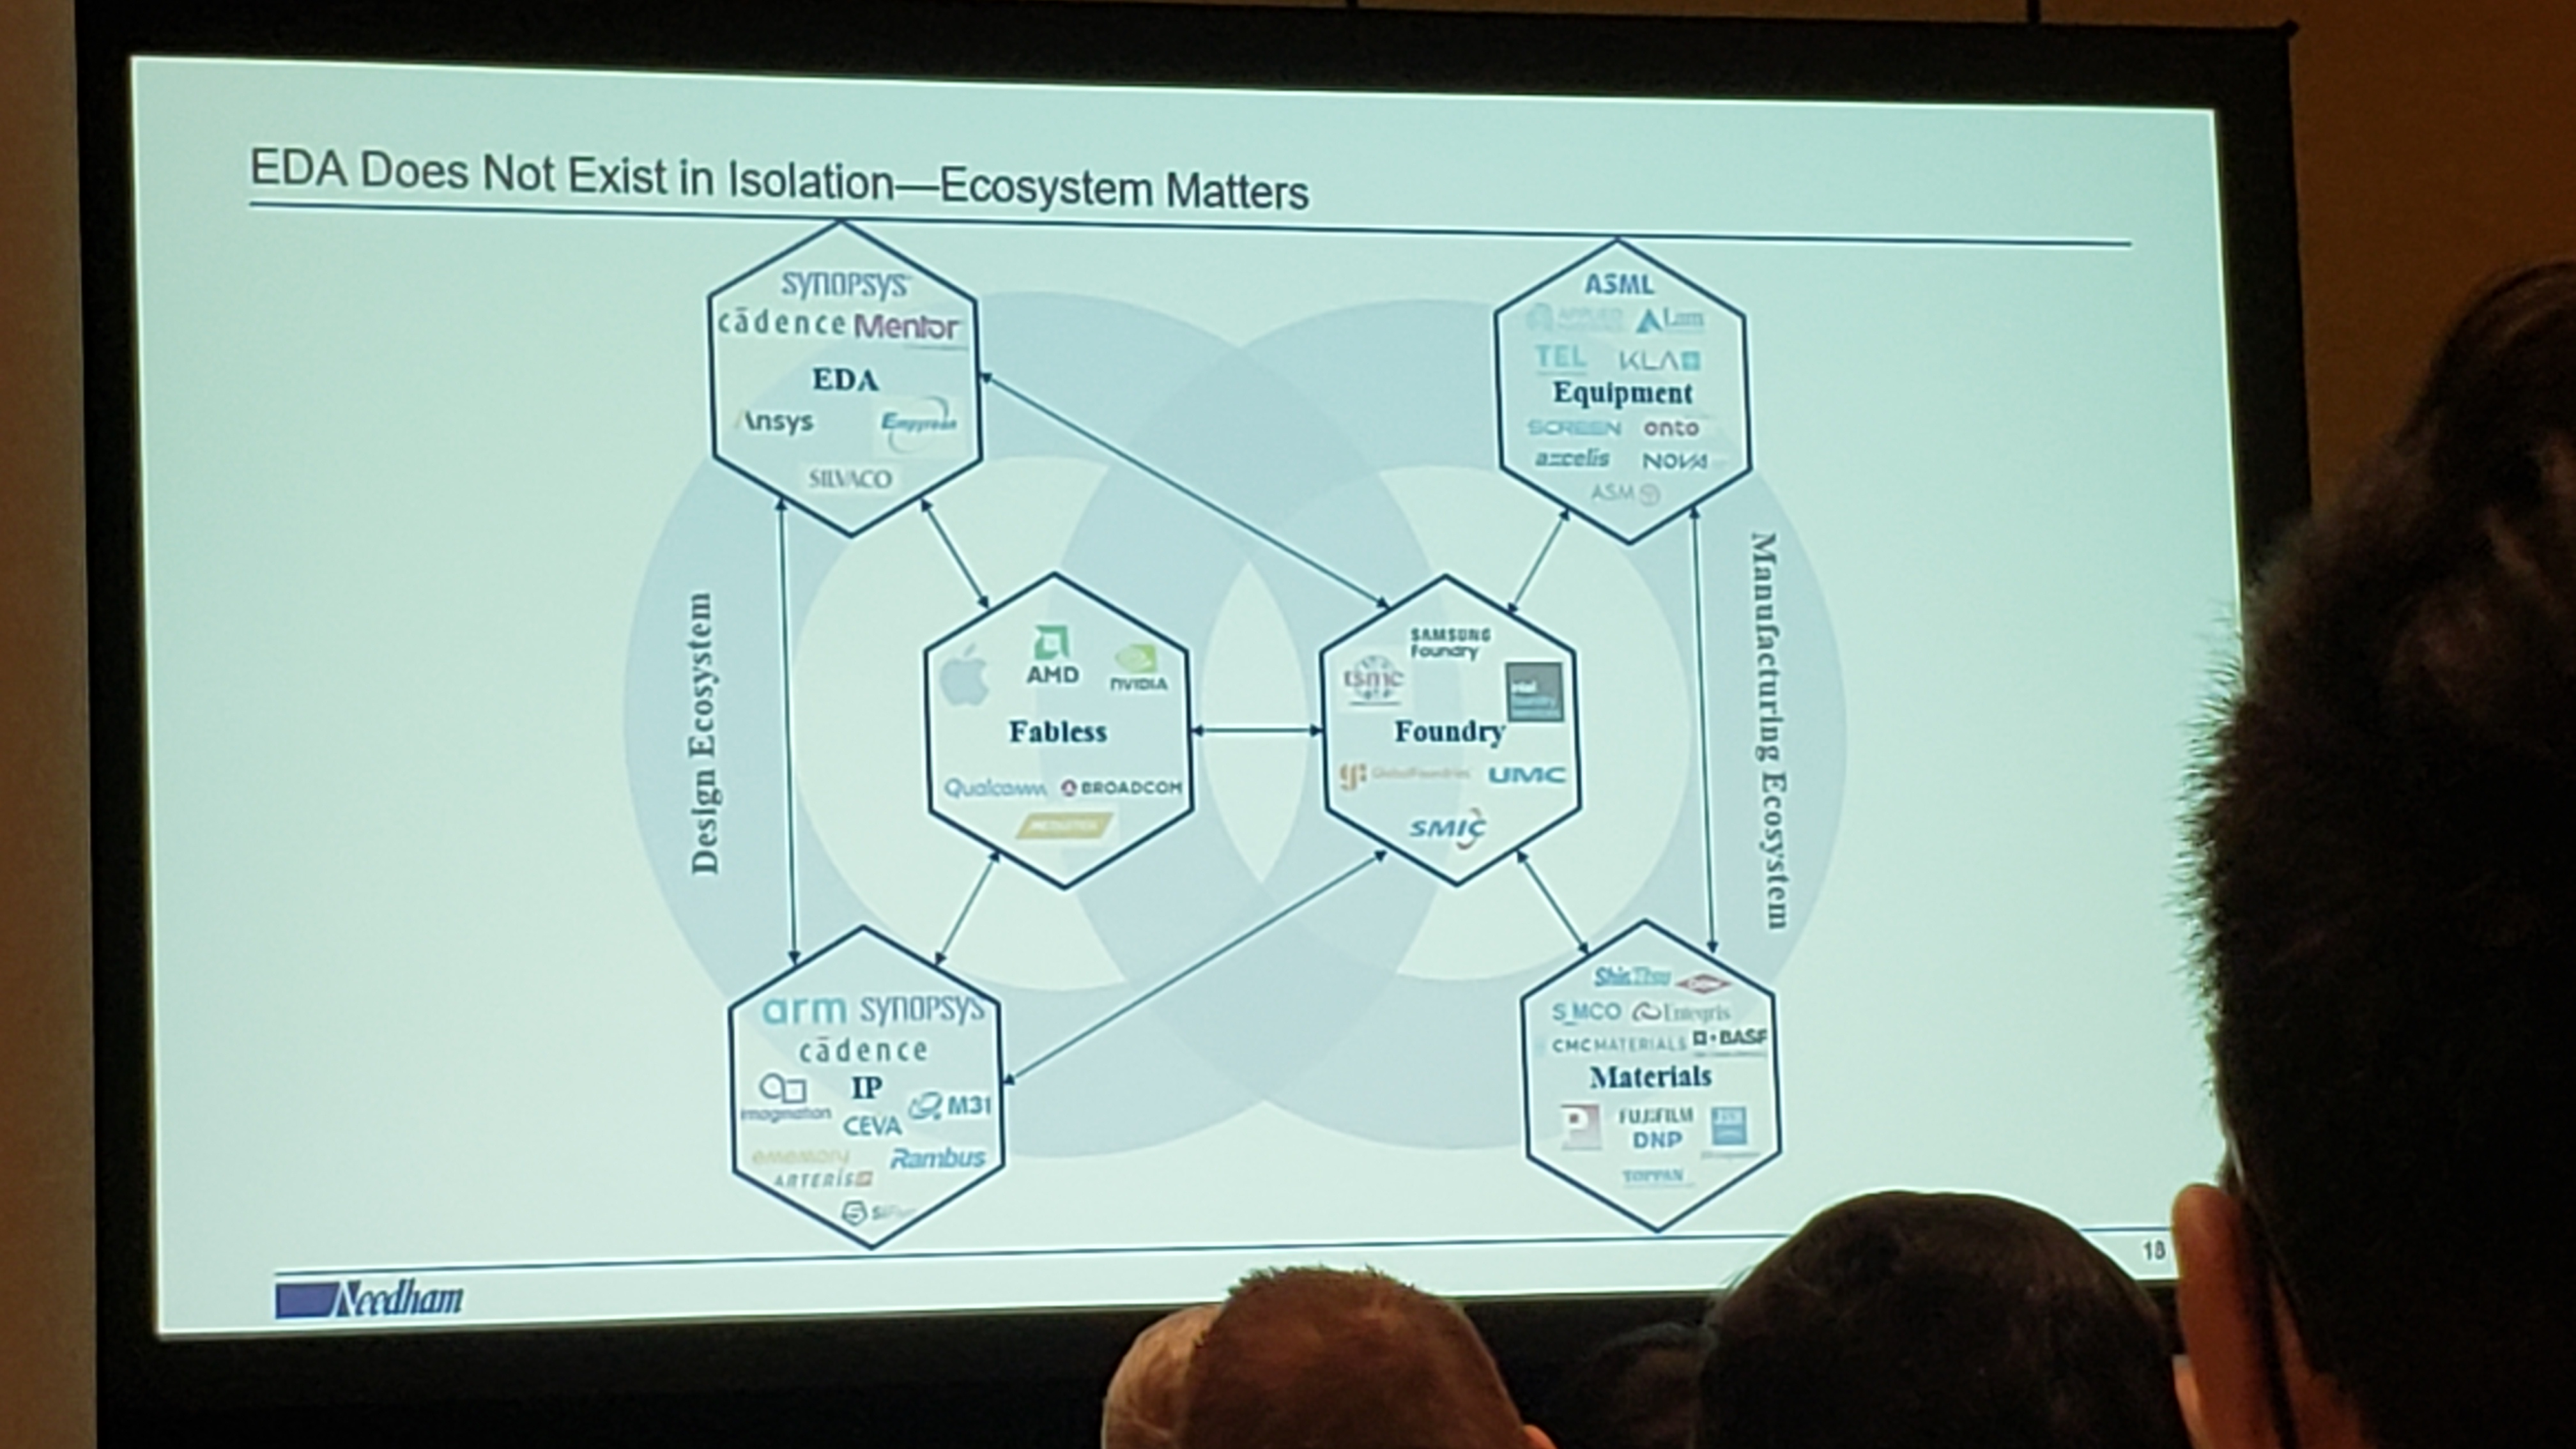 EDA Does Not Exist in Isolation—Ecosystem Matters
SYNOPSYS
cādence Mentor
EDA
Ansys Empyrean
SILVACO
ASML
APPLIED Lam
TEL KLA
Equipment
SCREEN onto
axcelis NOVA
ASM
Design Ecosystem
Manufacturing Ecosystem
AMD
NVIDIA
Fabless
Qualcomm BROADCOM
MEDIATEK
SAMSUNG
Foundry
tsmc
intel
Foundry
GlobalFoundries UMC
SMIC
arm SYNOPSYS
cādence
IP
imagination
CEVA
M31
ememory
Rambus
ARTERIS
SiFive
ShinEtsu
SUMCO Entegris
CMC MATERIALS BASF
Materials
FUJIFILM
DNP
TOPPAN
Needham
18